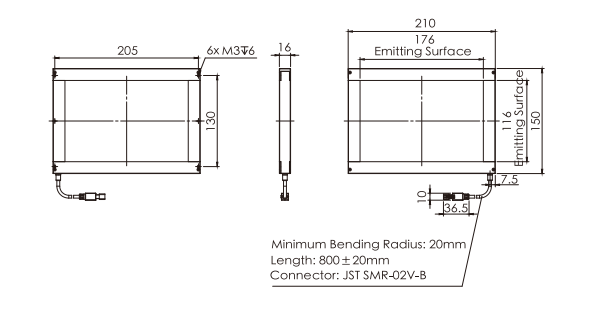 210
176
Emitting Surface
205
6x M3↧6
16
130
116
Emitting Surface
150
7.5
10
36.5
Minimum Bending Radius: 20mm
Length: 800±20mm
Connector: JST SMR-02V-B